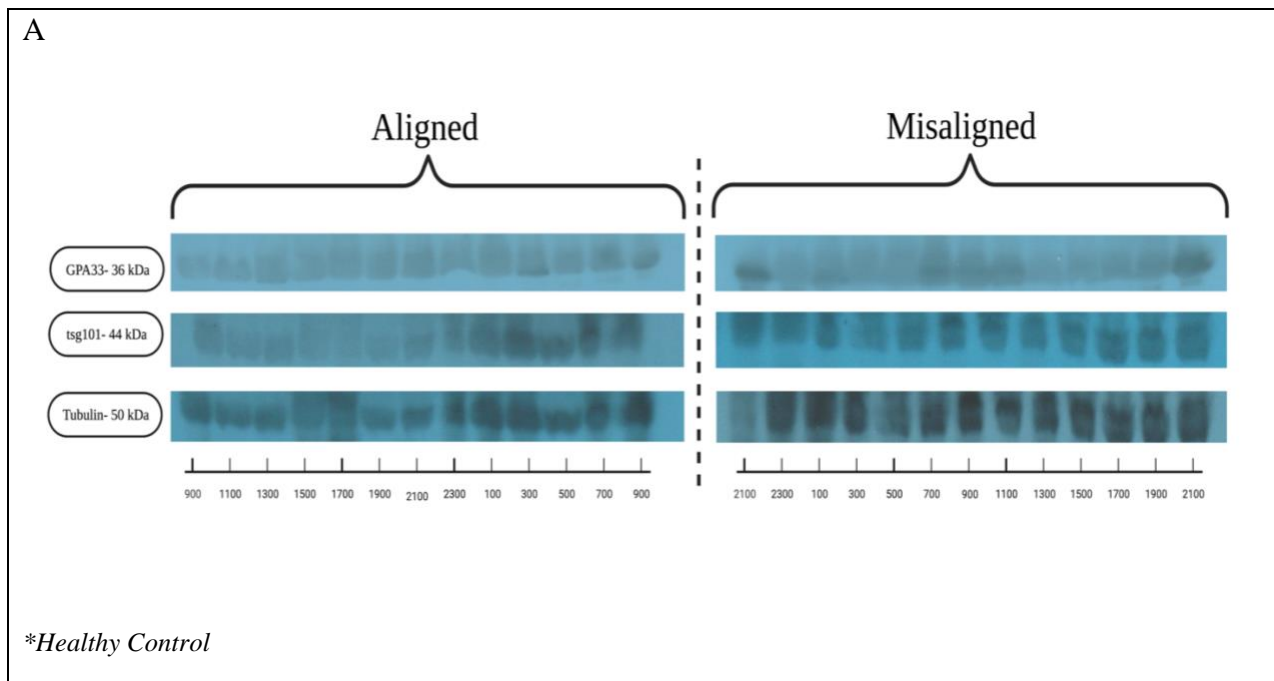 A
Aligned
Misaligned
GPA33- 36 kDa
tsg101- 44 kDa
Tubulin- 50 kDa
900 1100 1300 1500 1700 1900 2100 2300 100 300 500 700 900
2100 2300 100 300 500 700 900 1100 1300 1500 1700 1900 2100
*Healthy Control